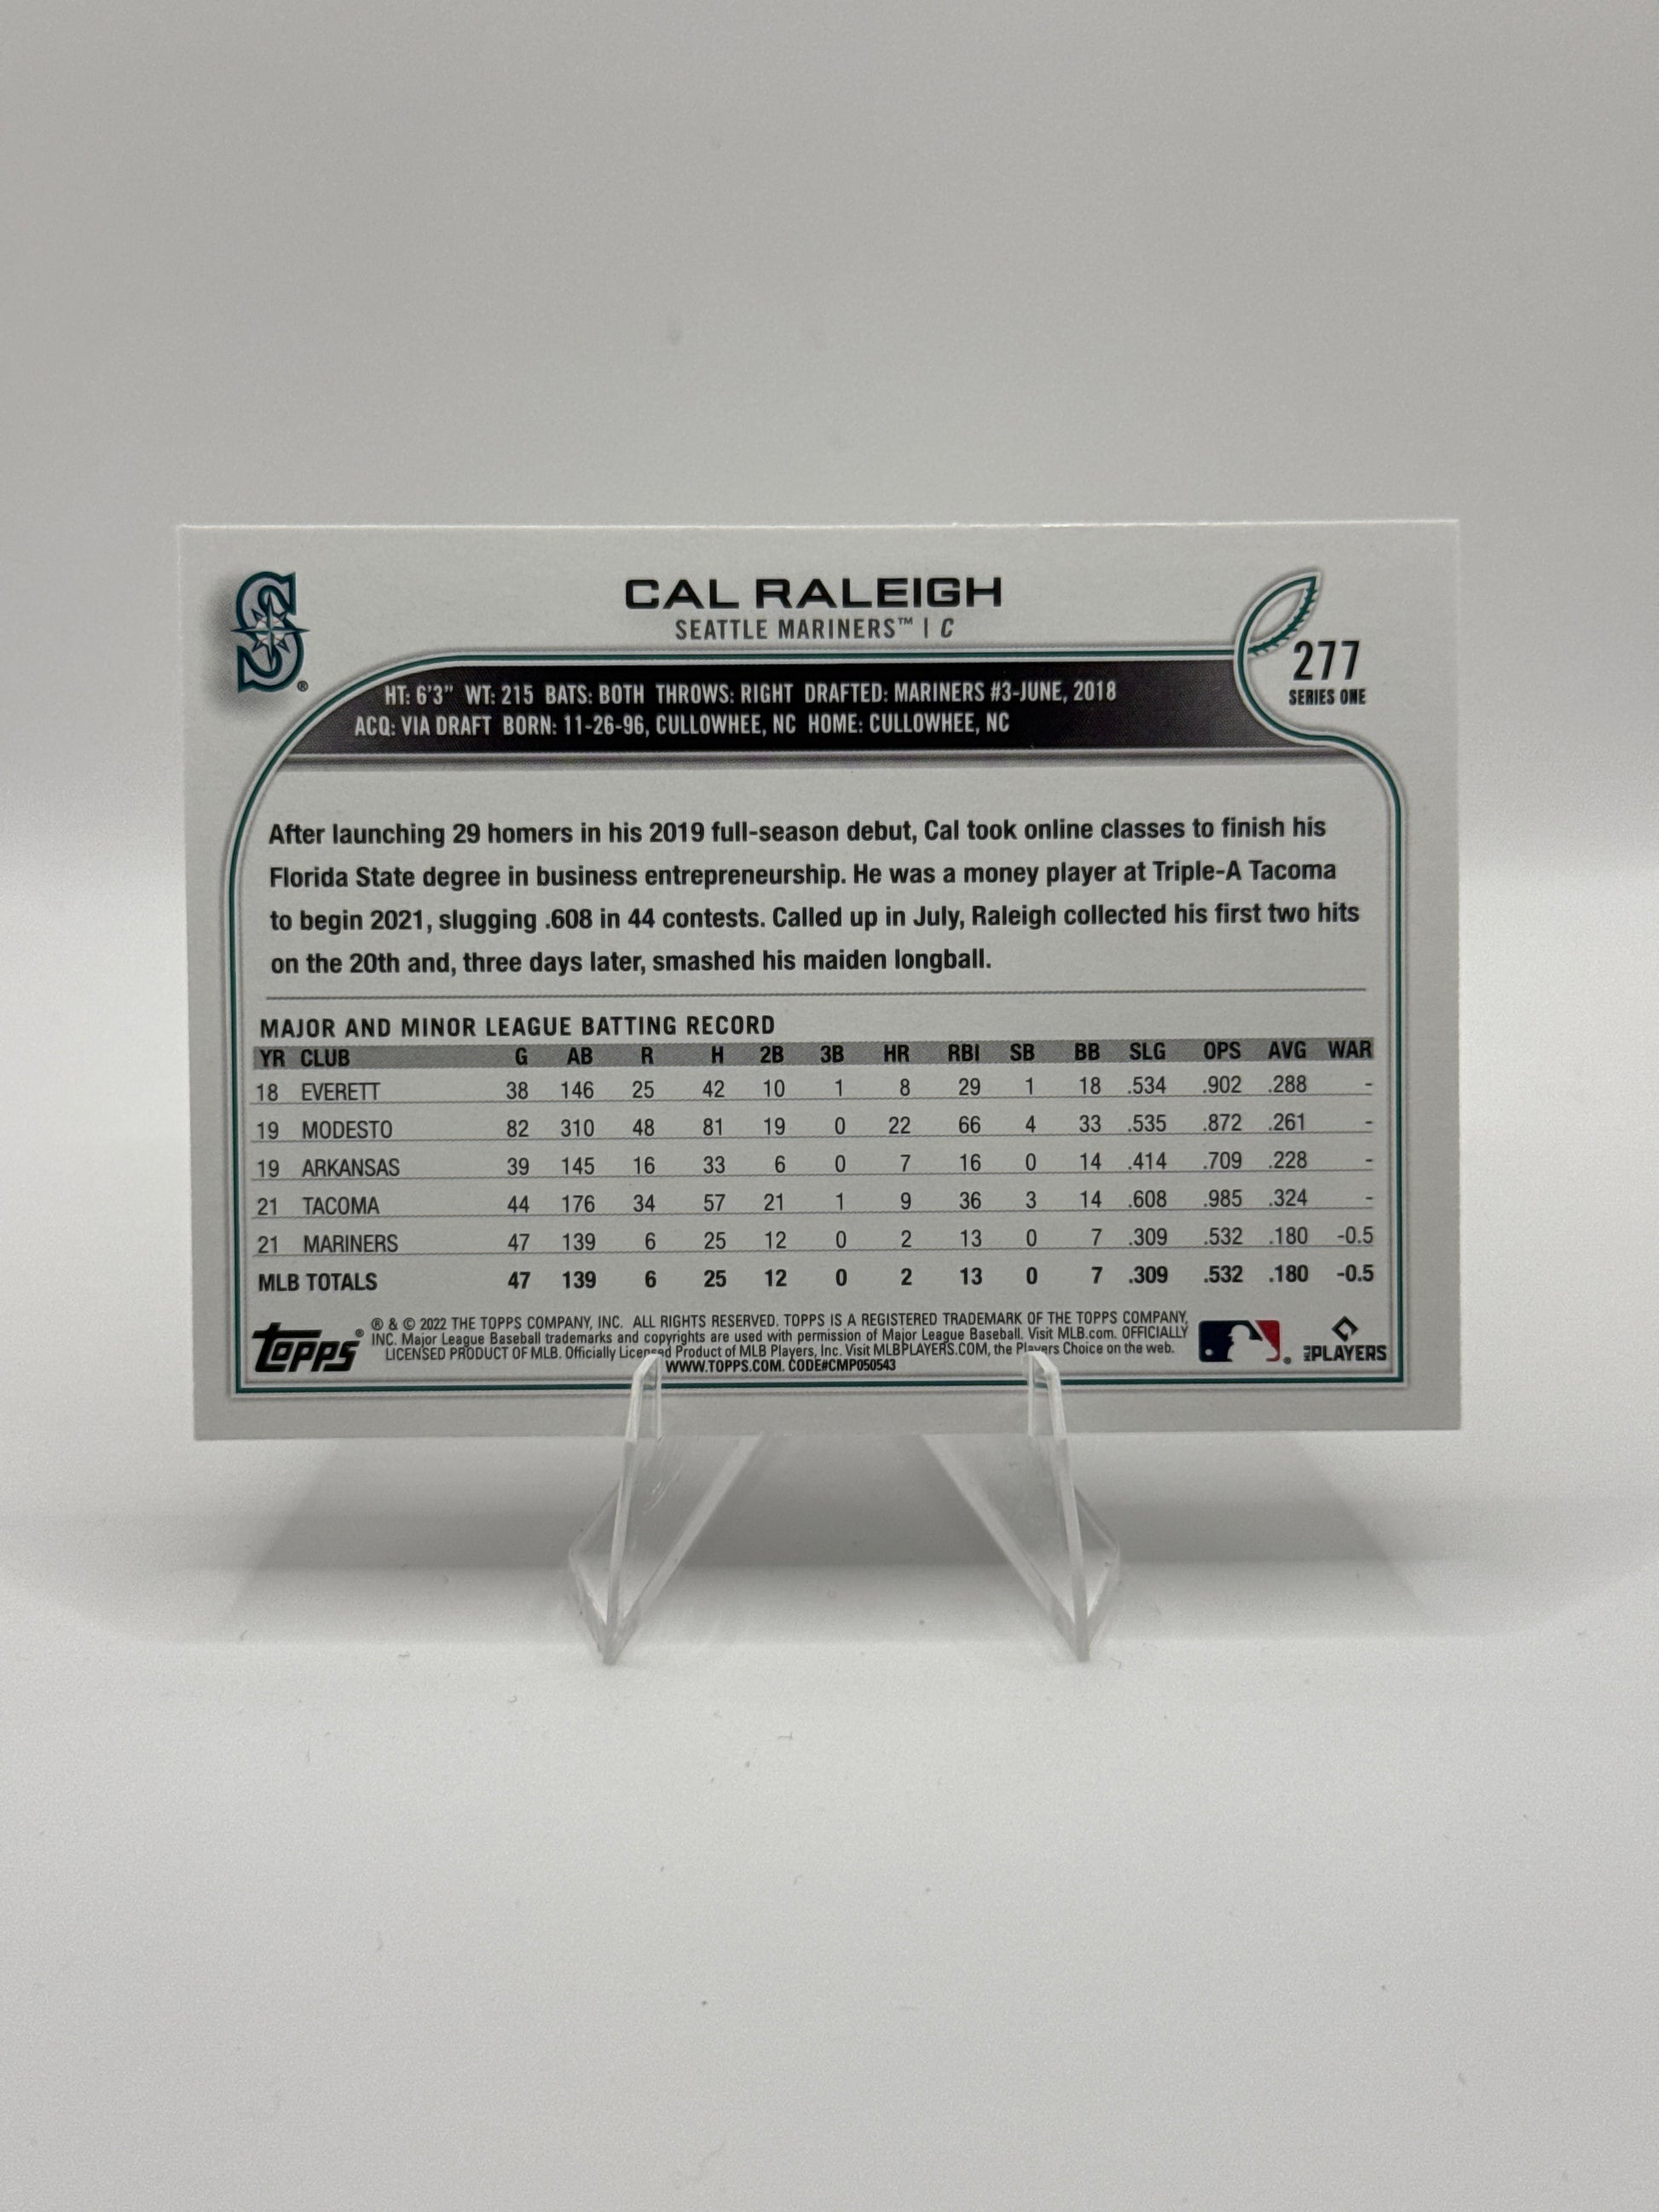 CAL RALEIGH
SEATTLE MARINERS™ | C
277
SERIES ONE
HT: 6'3" WT: 215 BATS: BOTH THROWS: RIGHT DRAFTED: MARINERS #3-JUNE, 2018
ACQ: VIA DRAFT BORN: 11-26-96, CULLOWHEE, NC HOME: CULLOWHEE, NC
After launching 29 homers in his 2019 full-season debut, Cal took online classes to finish his
Florida State degree in business entrepreneurship. He was a money player at Triple-A Tacoma
to begin 2021, slugging .608 in 44 contests. Called up in July, Raleigh collected his first two hits
on the 20th and, three days later, smashed his maiden longball.
MAJOR AND MINOR LEAGUE BATTING RECORD
YR CLUB G AB R H 2B 3B HR RBI SB BB SLG OPS AVG WAR
18 EVERETT 38 146 25 42 10 1 8 29 1 18 .534 .902 .288 -
19 MODESTO 82 310 48 81 19 0 22 66 4 33 .535 .872 .261 -
19 ARKANSAS 39 145 16 33 6 0 7 16 0 14 .414 .709 .228 -
21 TACOMA 44 176 34 57 21 1 9 36 3 14 .608 .985 .324 -
21 MARINERS 47 139 6 25 12 0 2 13 0 7 .309 .532 .180 -0.5
MLB TOTALS 47 139 6 25 12 0 2 13 0 7 .309 .532 .180 -0.5
Topps®
® & © 2022 THE TOPPS COMPANY, INC. ALL RIGHTS RESERVED. TOPPS IS A REGISTERED TRADEMARK OF THE TOPPS COMPANY,
INC. Major League Baseball trademarks and copyrights are used with permission of Major League Baseball. Visit MLB.com. OFFICIALLY
LICENSED PRODUCT OF MLB. Officially Licensed Product of MLB Players, Inc. Visit MLBPLAYERS.COM, the Players Choice on the web.
WWW.TOPPS.COM. CODE#CMP050543
MLB PLAYERS